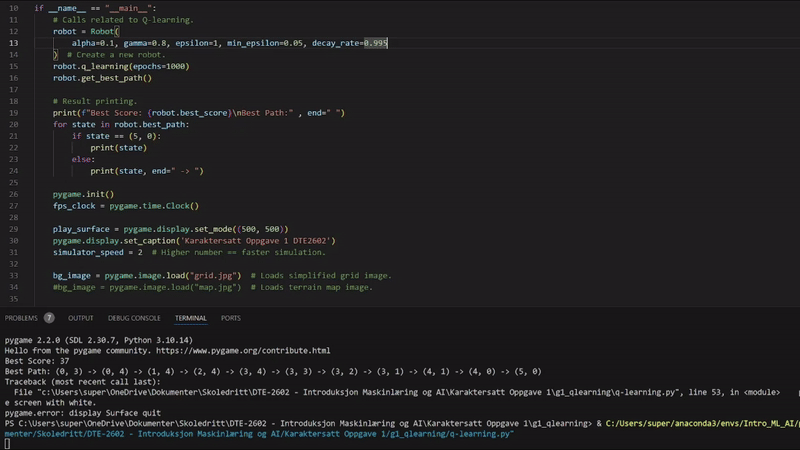 10 if __name__ == "__main__":
11 # Calls related to Q-learning.
12 robot = Robot(
13 alpha=0.1, gamma=0.8, epsilon=1, min_epsilon=0.05, decay_rate=0.995
14 ) # Create a new robot.
15 robot.q_learning(epochs=1000)
16 robot.get_best_path()
17
18 # Result printing.
19 print(f"Best Score: {robot.best_score}\nBest Path:" , end=" ")
20 for state in robot.best_path:
21 if state == (5, 0):
22 print(state)
23 else:
24 print(state, end=" -> ")
25
26 pygame.init()
27 fps_clock = pygame.time.Clock()
28
29 play_surface = pygame.display.set_mode((500, 500))
30 pygame.display.set_caption('Karaktersatt Oppgave 1 DTE2602')
31 simulator_speed = 2 # Higher number == faster simulation.
32
33 bg_image = pygame.image.load("grid.jpg") # Loads simplified grid image.
34 #bg_image = pygame.image.load("map.jpg") # Loads terrain map image.
35
PROBLEMS 7 OUTPUT DEBUG CONSOLE TERMINAL PORTS
pygame 2.2.0 (SDL 2.30.7, Python 3.10.14)
Hello from the pygame community. https://www.pygame.org/contribute.html
Best Score: 37
Best Path: (0, 3) -> (0, 4) -> (1, 4) -> (2, 4) -> (3, 4) -> (3, 3) -> (3, 2) -> (3, 1) -> (4, 1) -> (4, 0) -> (5, 0)
Traceback (most recent call last):
File "c:\Users\super\OneDrive\Dokumenter\Skoledritt\DTE-2602 - Introduksjon Maskinlæring og AI\Karaktersatt Oppgave 1\g1_qlearning\q-learning.py", line 53, in <module>
e screen with white.
pygame.error: display Surface quit
PS C:\Users\super\OneDrive\Dokumenter\Skoledritt\DTE-2602 - Introduksjon Maskinlæring og AI\Karaktersatt Oppgave 1\g1_qlearning> & C:/Users/super/anaconda3/envs/Intro_ML_AI/p
menter/Skoledritt/DTE-2602 - Introduksjon Maskinlæring og AI/Karaktersatt Oppgave 1/g1_qlearning/q-learning.py"